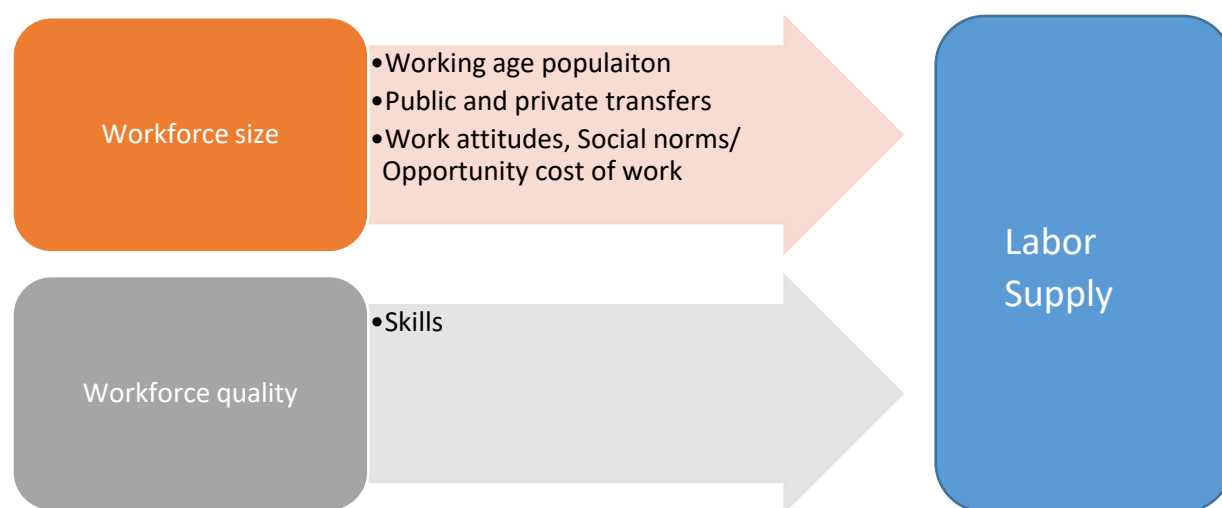 Workforce size
•Working age populaiton
•Public and private transfers
•Work attitudes, Social norms/
Opportunity cost of work
Workforce quality
•Skills
Labor
Supply